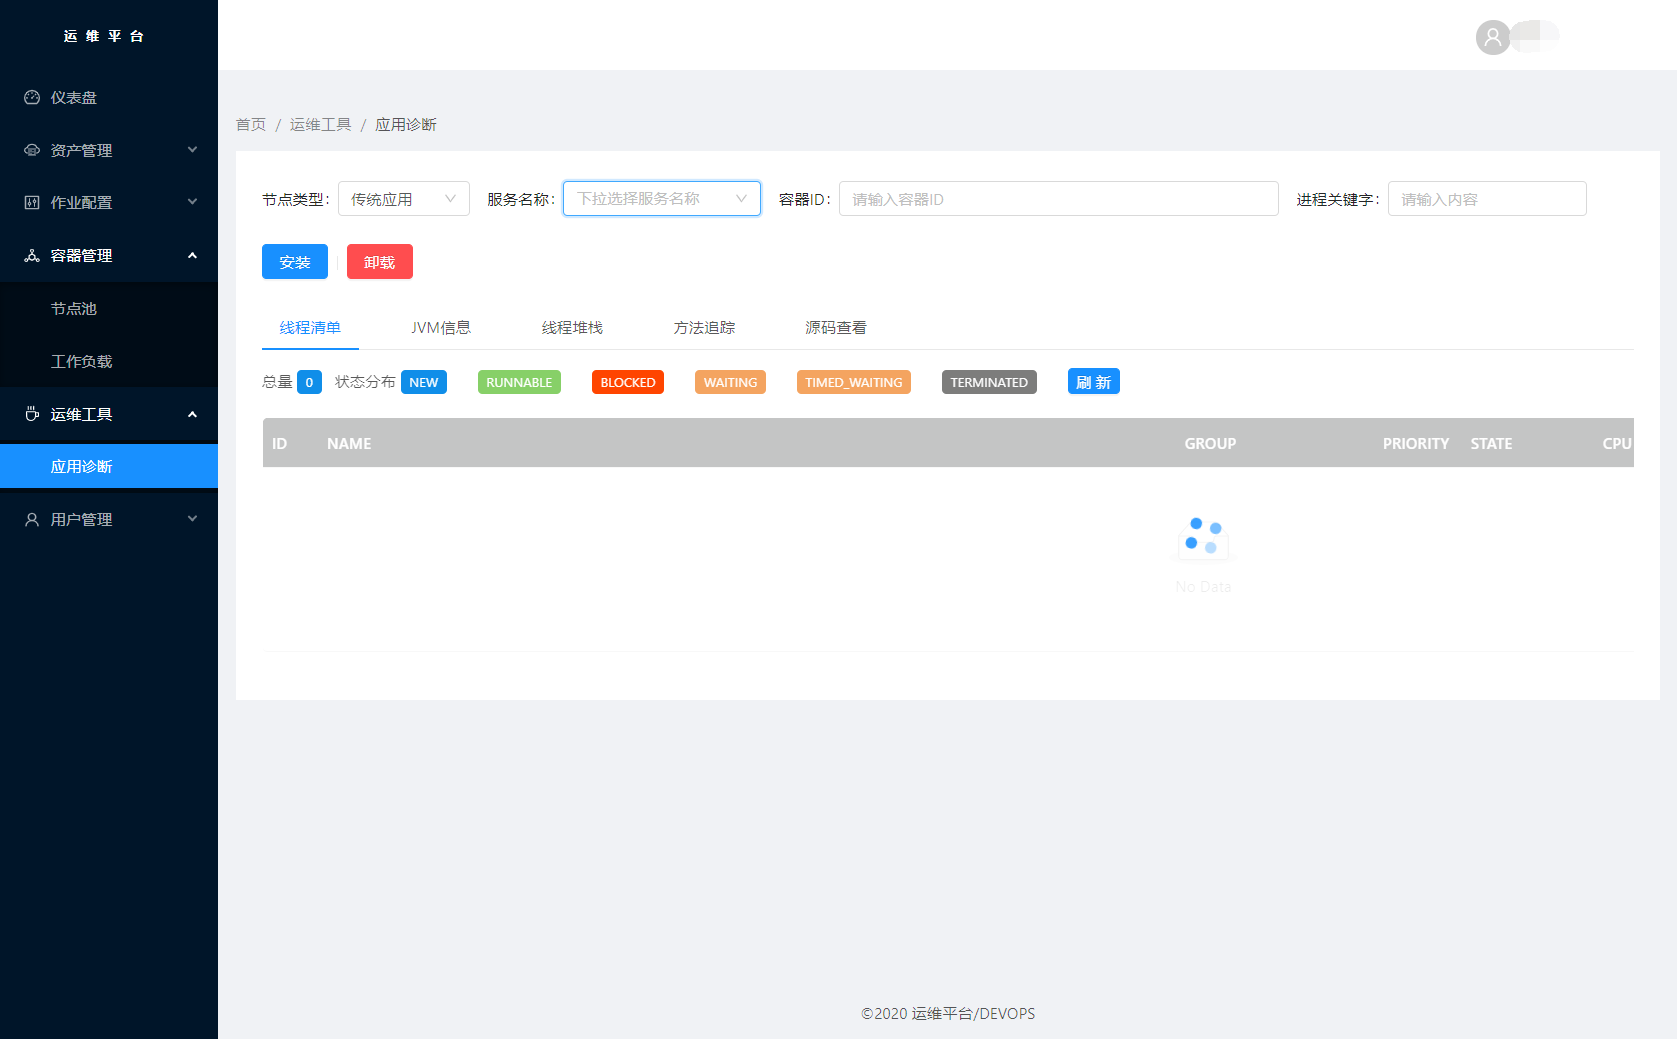 运维平台
仪表盘
资产管理
作业配置
容器管理
节点池
工作负载
运维工具
应用诊断
用户管理
首页 / 运维工具 / 应用诊断
节点类型： 传统应用 服务名称： 下拉选择服务名称 容器ID： 请输入容器ID 进程关键字： 请输入内容
安装 卸载
线程清单 JVM信息 线程堆栈 方法追踪 源码查看
总量 0 状态分布 NEW RUNNABLE BLOCKED WAITING TIMED_WAITING TERMINATED 刷 新
ID NAME GROUP PRIORITY STATE CPU
No Data
©2020 运维平台/DEVOPS